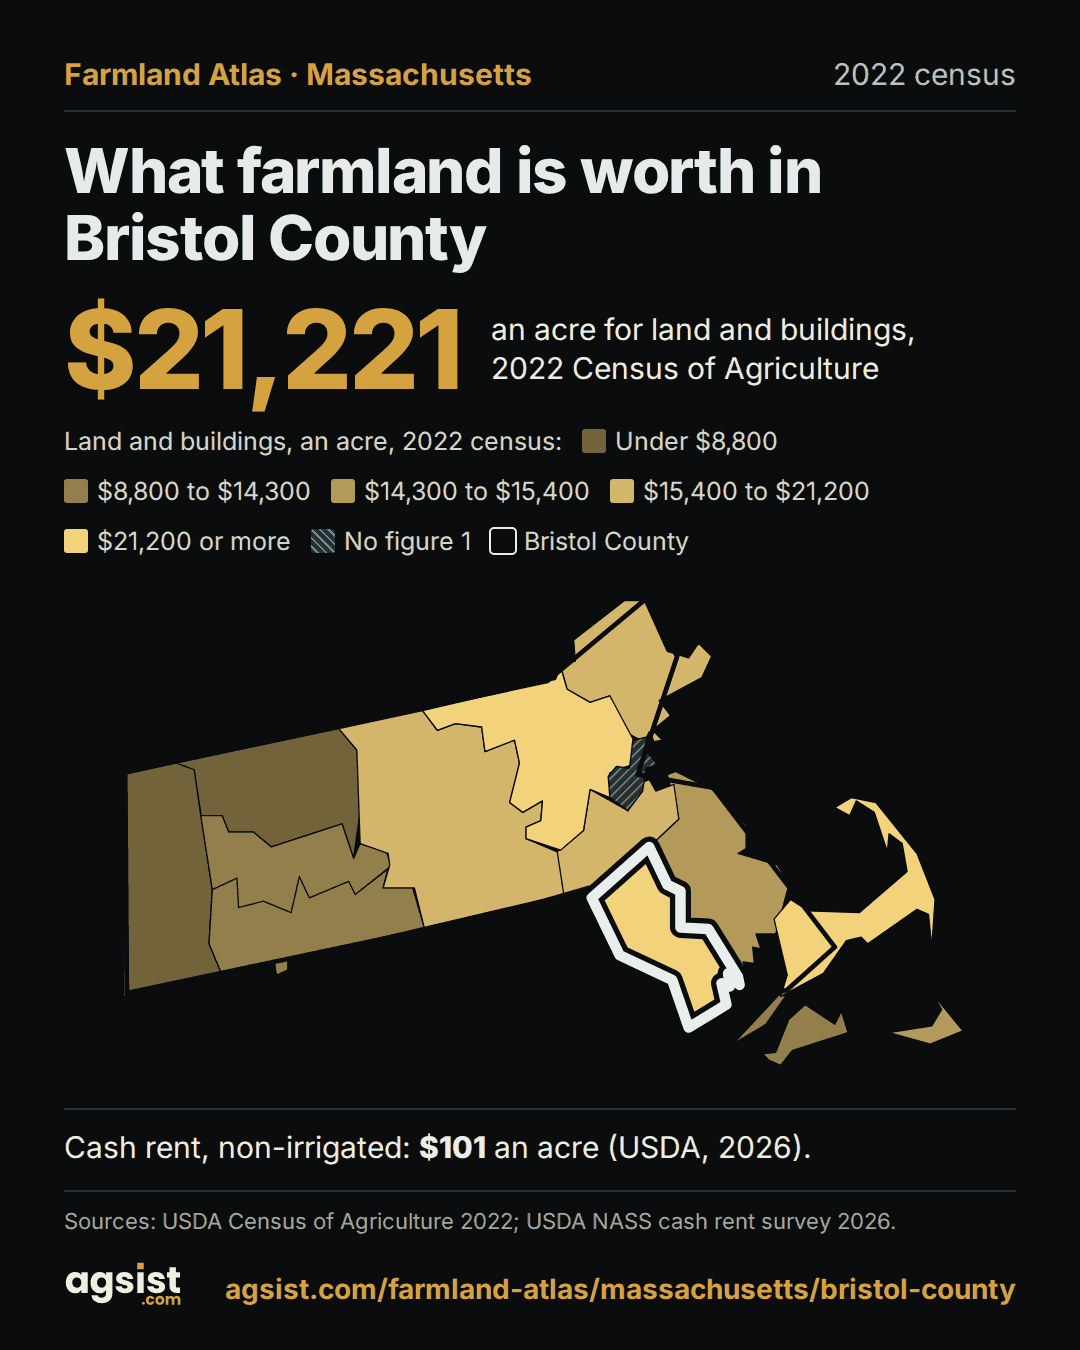 Farmland Atlas · Massachusetts
2022 census
What farmland is worth in
Bristol County
$21,221
an acre for land and buildings,
2022 Census of Agriculture
Land and buildings, an acre, 2022 census: Under $8,800
$8,800 to $14,300 $14,300 to $15,400 $15,400 to $21,200
$21,200 or more No figure 1 Bristol County
Cash rent, non-irrigated: $101 an acre (USDA, 2026).
Sources: USDA Census of Agriculture 2022; USDA NASS cash rent survey 2026.
agsist
.com
agsist.com/farmland-atlas/massachusetts/bristol-county